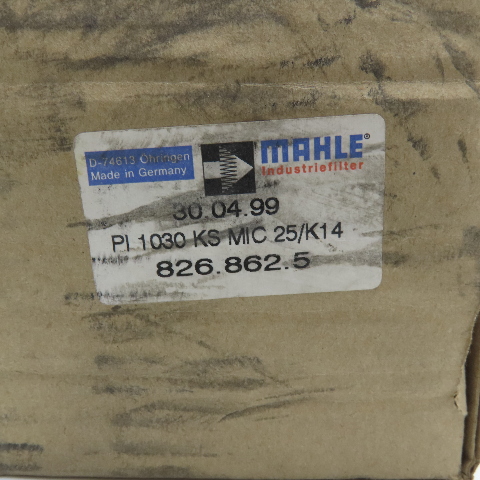 D-74613 Öhringen
Made in Germany
MAHLE®
Industriefilter
30.04.99
PI 1030 KS MIC 25/K14
826.862.5